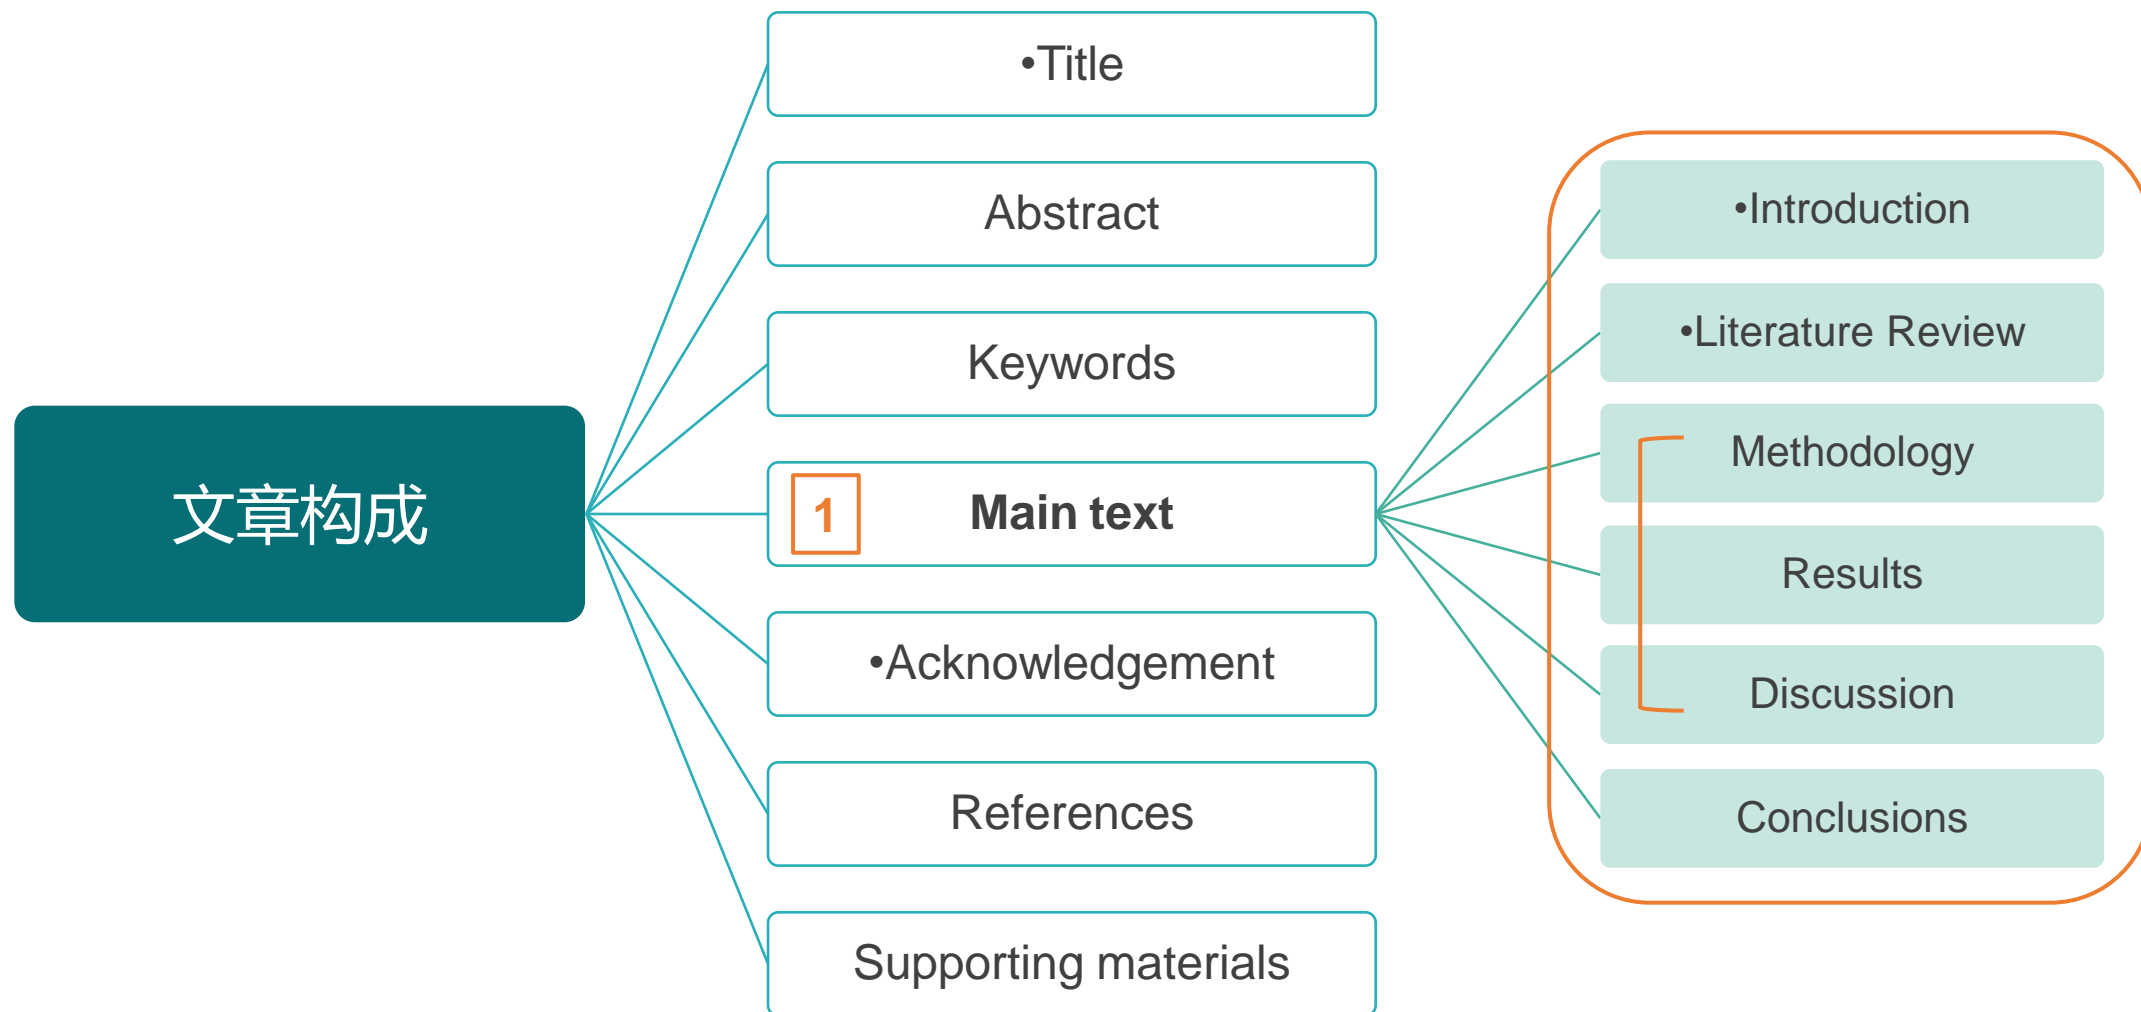 文章构成
•Title
Abstract
Keywords
1
Main text
•Acknowledgement
References
Supporting materials
•Introduction
•Literature Review
Methodology
Results
Discussion
Conclusions